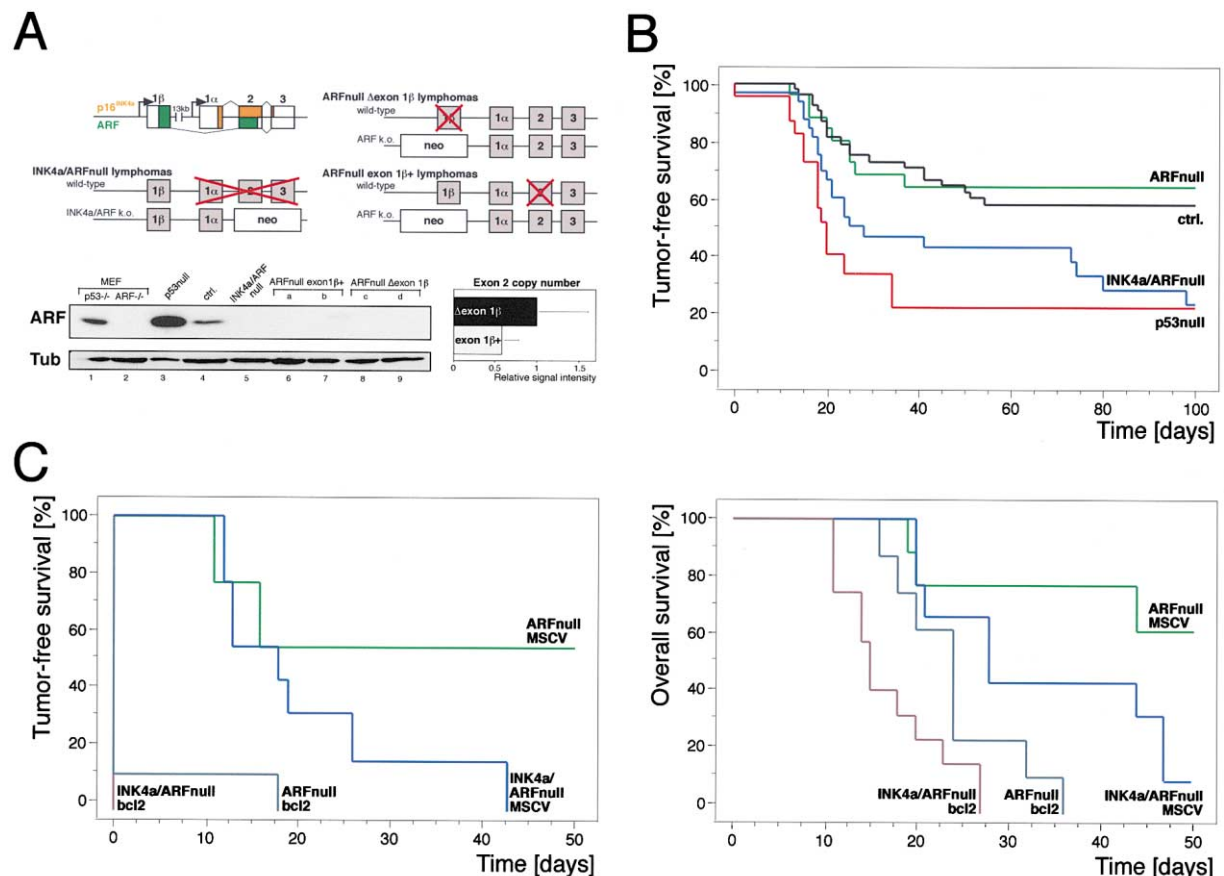 A
p16INK4a 1β 13kb 1α 2 3
ARF
INK4a/ARFnull lymphomas
wild-type 1β 1α 3
INK4a/ARF k.o. 1β 1α neo
ARFnull Δexon 1β lymphomas
wild-type 1α 2 3
ARF k.o. neo 1α 2 3
ARFnull exon 1β+ lymphomas
wild-type 1β 1α 3
ARF k.o. neo 1α 2 3
MEF
p53-/- ARF-/- p53null ctrl. INK4a/ARF null
ARFnull exon1β+ ARFnull Δexon 1β
a b c d
ARF
Tub
1 2 3 4 5 6 7 8 9
Exon 2 copy number
Δexon 1β
exon 1β+
0 0.5 1 1.5
Relative signal intensity
B
Tumor-free survival [%]
100
80
60
40
20
0
ARFnull
ctrl.
INK4a/ARFnull
p53null
0 20 40 60 80 100
Time [days]
C
Tumor-free survival [%]
100
80
60
40
20
0
ARFnull
MSCV
INK4a/ARFnull
bcl2
ARFnull
bcl2
INK4a/
ARFnull
MSCV
0 10 20 30 40 50
Time [days]
Overall survival [%]
100
80
60
40
20
0
ARFnull
MSCV
INK4a/ARFnull
bcl2
ARFnull
bcl2
INK4a/ARFnull
MSCV
0 10 20 30 40 50
Time [days]